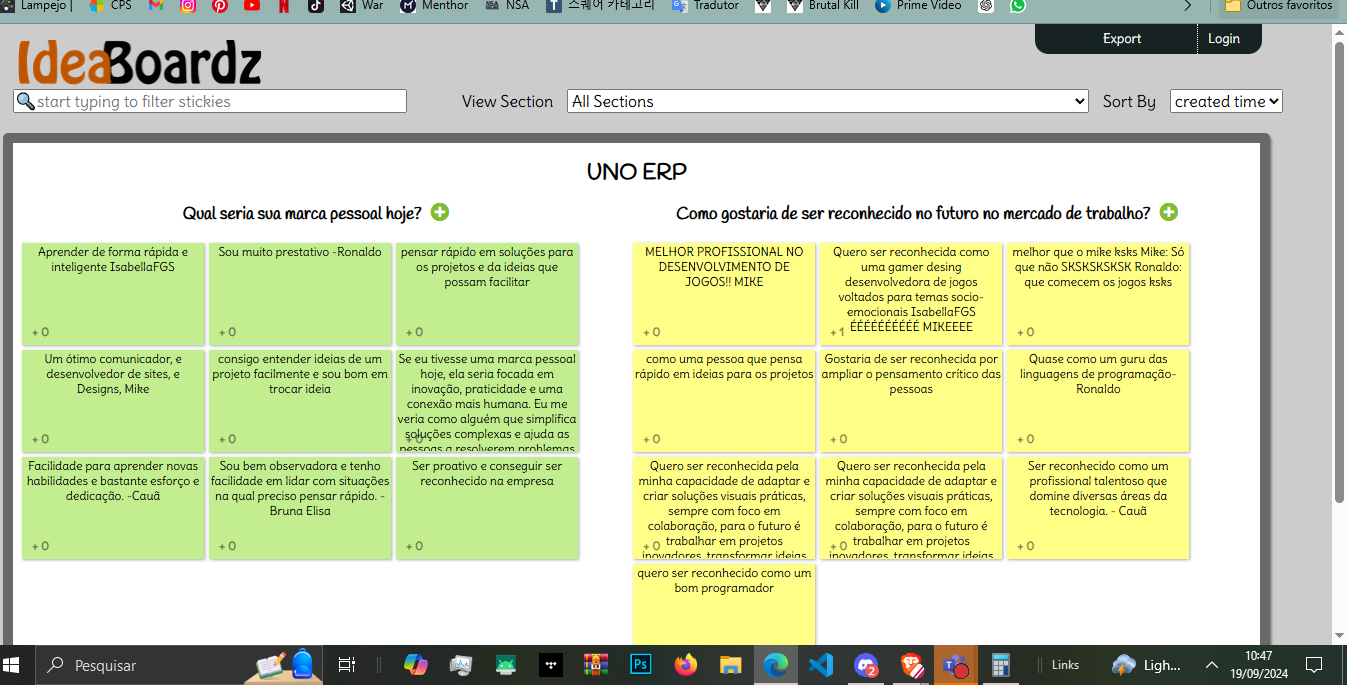 Lampejo |
CPS
War
Menthor
NSA
스퀘어 카테고리
Tradutor
Brutal Kill
Prime Video
Outros favoritos
IdeaBoardz
Export
Login
start typing to filter stickies
View Section
All Sections
Sort By
created time
UNO ERP
Qual seria sua marca pessoal hoje?
Aprender de forma rápida e
inteligente IsabellaFGS
+ 0
Sou muito prestativo -Ronaldo
+ 0
pensar rápido em soluções para
os projetos e da ideias que
possam facilitar
+ 0
Um ótimo comunicador, e
desenvolvedor de sites, e
Designs, Mike
+ 0
consigo entender ideias de um
projeto facilmente e sou bom em
trocar ideia
+ 0
Se eu tivesse uma marca pessoal
hoje, ela seria focada em
inovação, praticidade e uma
conexão mais humana. Eu me
veria como alguém que simplifica
soluções complexas e ajuda as
pessoas a resolverem problemas
+ 0
Facilidade para aprender novas
habilidades e bastante esforço e
dedicação. -Cauã
+ 0
Sou bem observadora e tenho
facilidade em lidar com situações
na qual preciso pensar rápido. -
Bruna Elisa
+ 0
Ser proativo e conseguir ser
reconhecido na empresa
+ 0
Como gostaria de ser reconhecido no futuro no mercado de trabalho?
MELHOR PROFISSIONAL NO
DESENVOLVIMENTO DE
JOGOS!! MIKE
+ 0
Quero ser reconhecida como
uma gamer desing
desenvolvedora de jogos
voltados para temas socio-
emocionais IsabellaFGS
ÉÉÉÉÉÉÉÉÉÉ MIKEEEE
+ 1
melhor que o mike ksks Mike: Só
que não SKSKSKSKSK Ronaldo:
que comecem os jogos ksks
+ 0
como uma pessoa que pensa
rápido em ideias para os projetos
+ 0
Gostaria de ser reconhecida por
ampliar o pensamento crítico das
pessoas
+ 0
Quase como um guru das
linguagens de programação-
Ronaldo
+ 0
Quero ser reconhecida pela
minha capacidade de adaptar e
criar soluções visuais práticas,
sempre com foco em
colaboração, para o futuro é
trabalhar em projetos
inovadores, transformar ideias
+ 0
Quero ser reconhecida pela
minha capacidade de adaptar e
criar soluções visuais práticas,
sempre com foco em
colaboração, para o futuro é
trabalhar em projetos
inovadores, transformar ideias
+ 0
Ser reconhecido como um
profissional talentoso que
domine diversas áreas da
tecnologia. - Cauã
+ 0
quero ser reconhecido como um
bom programador
Pesquisar
Ps
2
Links
Ligh...
10:47
19/09/2024